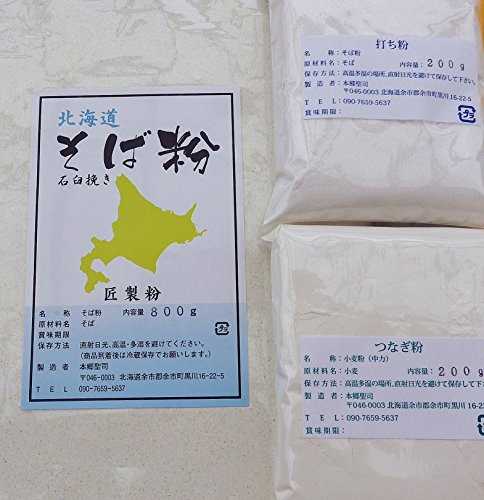 北海道
そば粉
石臼挽き
匠製粉
名　　称　そば粉　内容量 800g
原材料名　そば
賞味期限
保存方法　直射日光、高温・多湿を避けてください。
(商品到着後は冷蔵保存でお願いします。)
製造者　本郷聖司
〒046-0003　北海道余市郡余市町黒川16-22-5
ＴＥＬ　090-7659-5637
プラ
打ち粉
名　　称：そば粉
原材料名：そば　内容量：200g
保存方法：高温多湿の場所,直射日光を避けて保存して下さい。
製造者：本郷聖司
〒046-0003 北海道余市郡余市町黒川16-22-5
ＴＥＬ：090-7659-5637
賞味期限：
プラ
つなぎ粉
名　　称：小麦粉（中力）
原材料名：小麦　内容量：200g
保存方法：高温多湿の場所,直射日光を避けて保存して下
製造者：本郷聖司
〒046-0003 北海道余市郡余市町黒川16-22-5
ＴＥＬ：090-7659-5637
賞味期限：